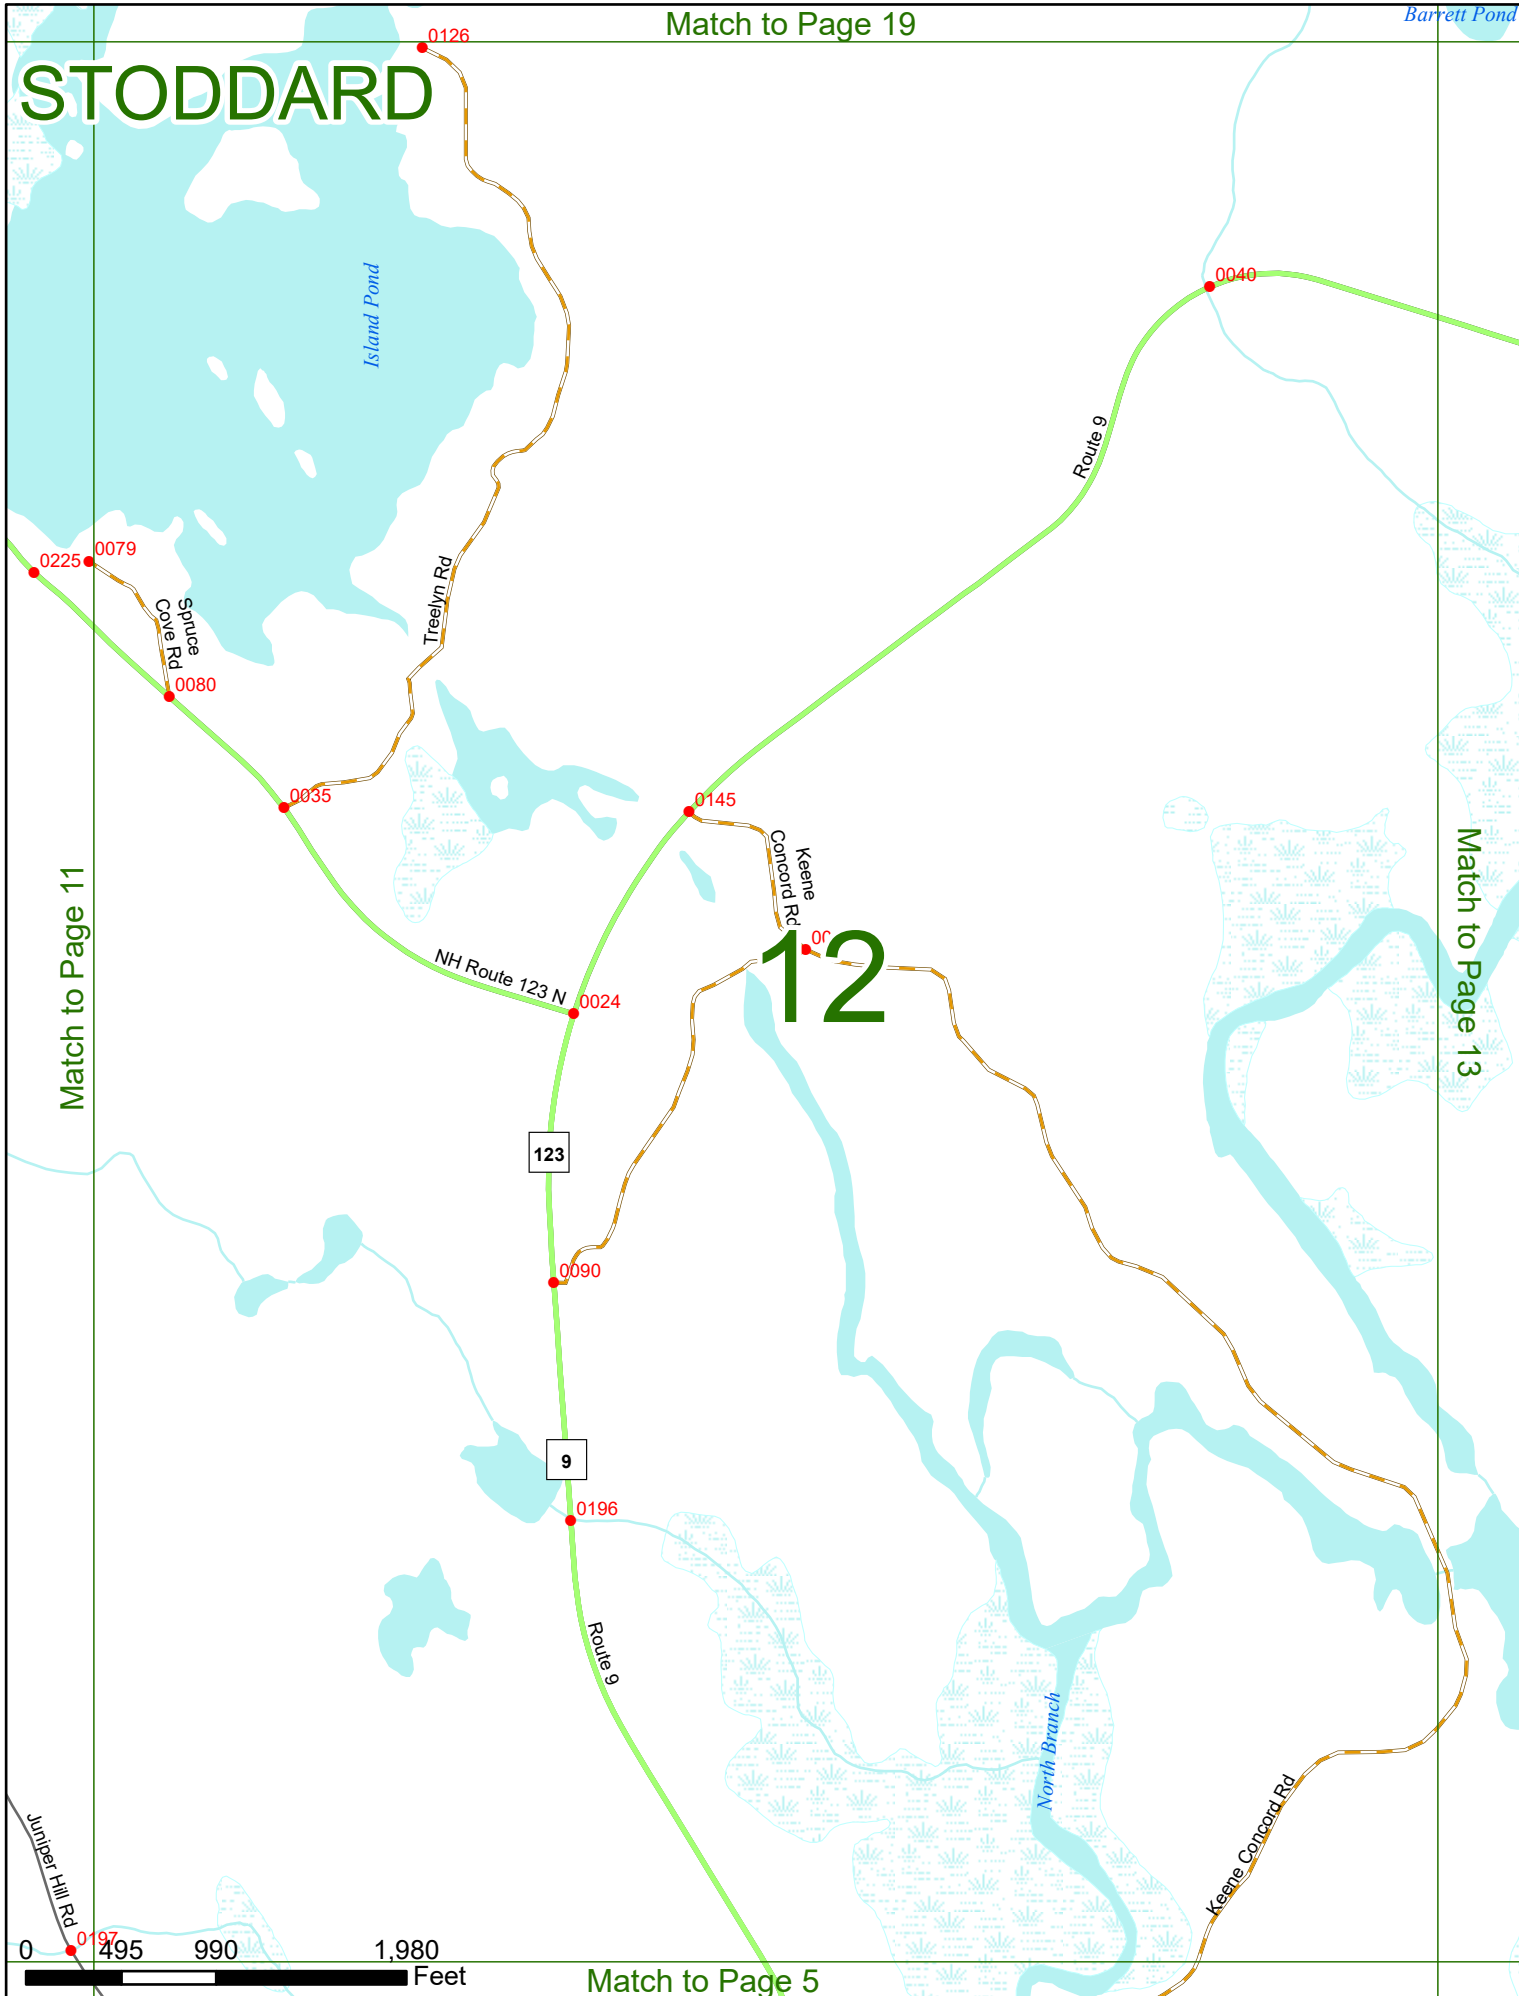 Match to Page 19
Barrett Pond
0126
STODDARD
Island Pond
0040
Route 9
0225
0079
Spruce
Cove Rd
Treelyn Rd
0080
0035
0145
Keene
Concord Rd
Match to Page 11
Match to Page 13
12
NH Route 123 N
0024
123
0090
9
0196
Route 9
North Branch
Keene Concord Rd
Juniper Hill Rd
0197
0 495 990 1,980
Feet
Match to Page 5